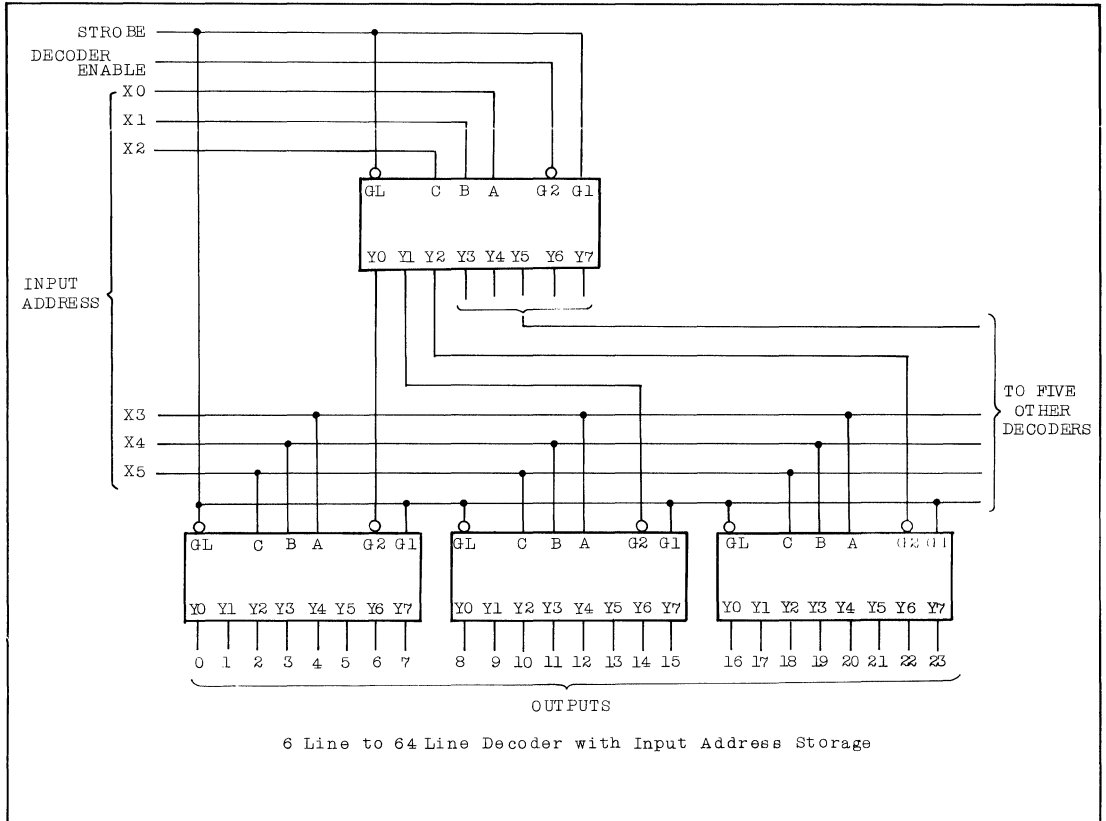 STROBE
DECODER
ENABLE
X0
X1
X2
GL C B A G2 G1
Y0 Y1 Y2 Y3 Y4 Y5 Y6 Y7
INPUT
ADDRESS
TO FIVE
OTHER
DECODERS
X3
X4
X5
GL C B A G2 G1 GL C B A G2 G1 GL C B A G2 G1
Y0 Y1 Y2 Y3 Y4 Y5 Y6 Y7 Y0 Y1 Y2 Y3 Y4 Y5 Y6 Y7 Y0 Y1 Y2 Y3 Y4 Y5 Y6 Y7
0 1 2 3 4 5 6 7 8 9 10 11 12 13 14 15 16 17 18 19 20 21 22 23
OUTPUTS
6 Line to 64 Line Decoder with Input Address Storage